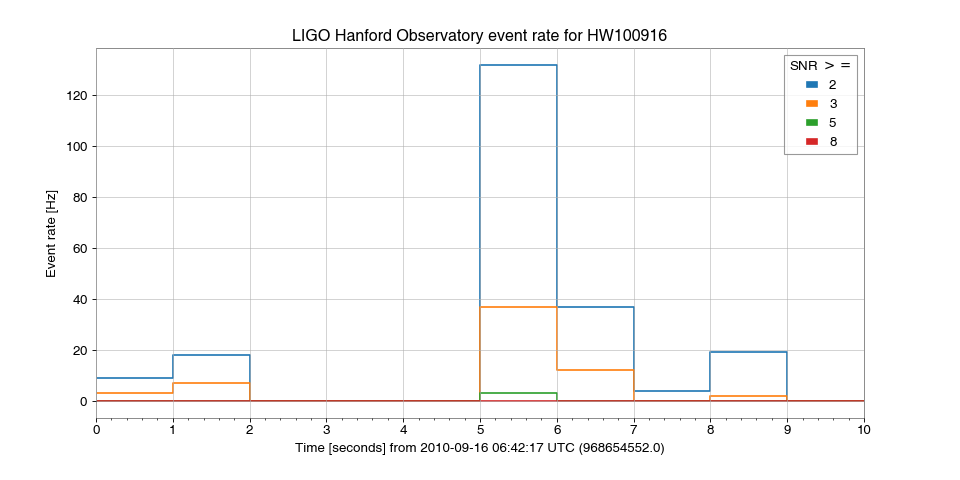 LIGO Hanford Observatory event rate for HW100916
SNR >=
2
3
5
8
Event rate [Hz]
120
100
80
60
40
20
0
0 1 2 3 4 5 6 7 8 9 10
Time [seconds] from 2010-09-16 06:42:17 UTC (968654552.0)